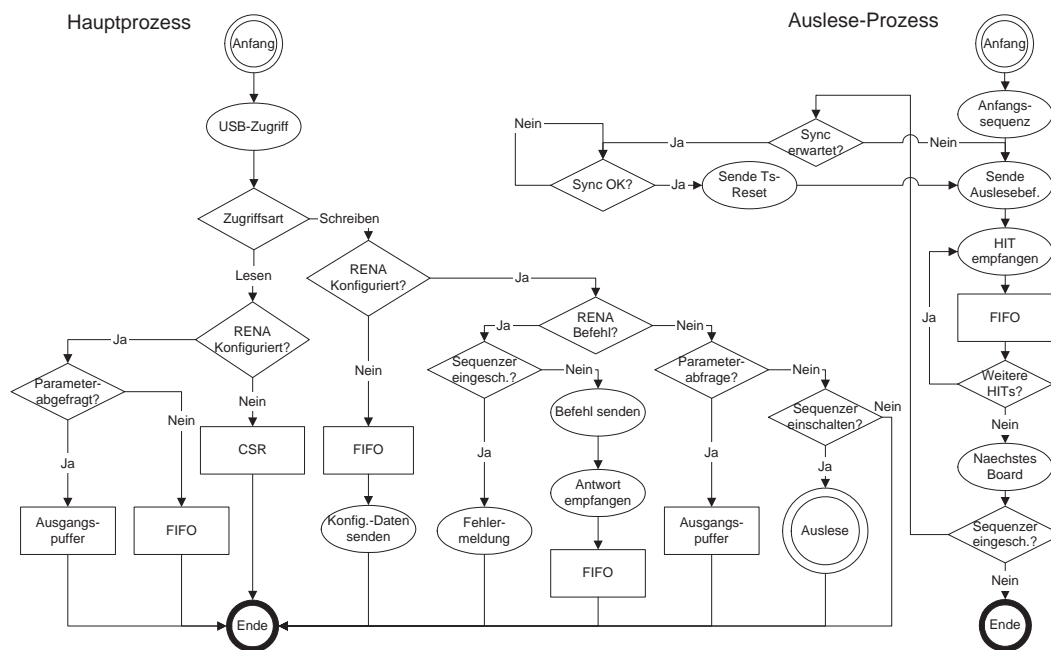 Hauptprozess
Auslese-Prozess
Anfang
Anfang
USB-Zugriff
Anfangs-
sequenz
Nein
Ja
Sync
erwartet?
Nein
Sync OK?
Ja
Sende Ts-
Reset
Sende
Auslesebef.
Zugriffsart
Schreiben
Lesen
RENA
Konfiguriert?
Ja
HIT
empfangen
RENA
Konfiguriert?
Ja
Ja
RENA
Befehl?
Nein
Ja
FIFO
Parameter-
abgefragt?
Nein
Nein
Nein
Sequenzer
eingesch.?
Nein
Parameter-
abfrage?
Nein
Weitere
HITs?
Befehl senden
Sequenzer
einschalten?
Nein
Nein
Ja
CSR
FIFO
Ja
Ja
Ja
Naechstes
Board
Antwort
empfangen
Ausgangs-
puffer
FIFO
Konfig.-Daten
senden
Fehler-
meldung
Ausgangs-
puffer
Auslese
Sequenzer
eingesch.?
FIFO
Nein
Ende
Ende